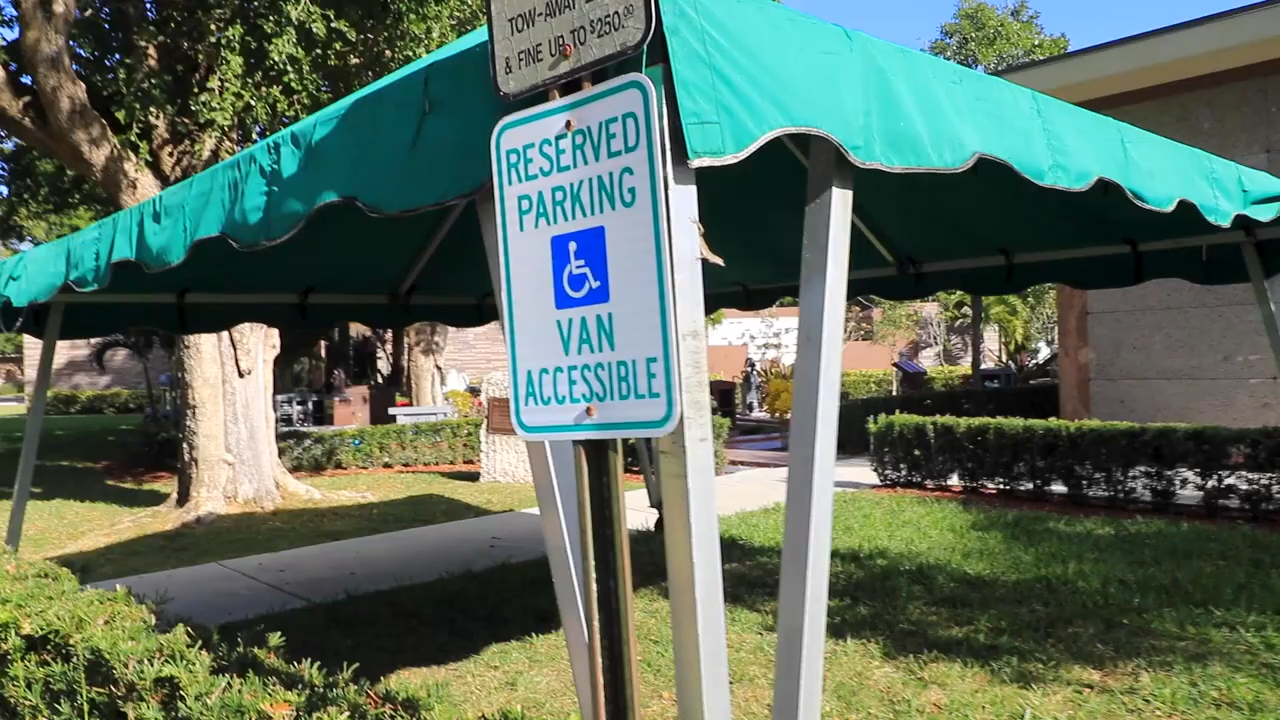 TOW-AWAY
& FINE UP TO $250.00
RESERVED
PARKING
VAN
ACCESSIBLE